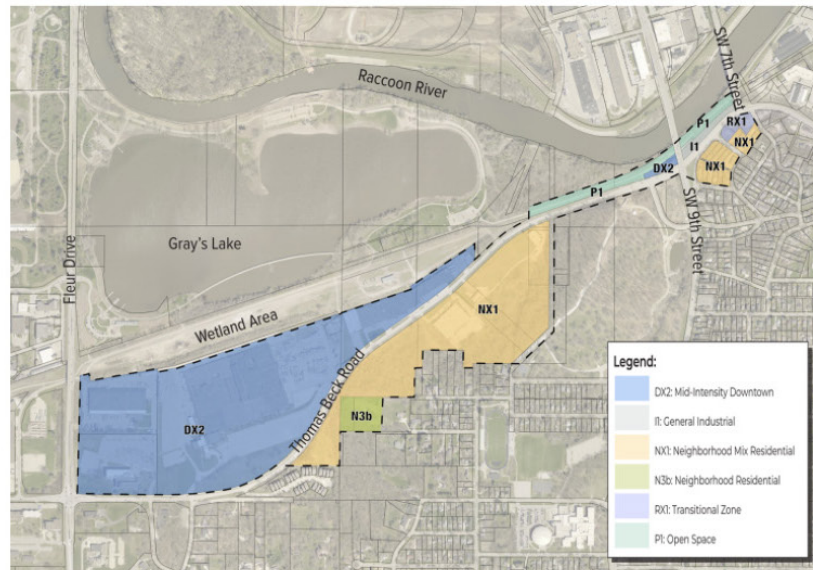 SW 7th Street
Raccoon River
P1
RX1
I1
NX1
NX1
DX2
P1
SW 9th Street
Gray's Lake
Fleur Drive
Wetland Area
NX1
Thomas Beck Road
N3b
DX2
Legend:
DX2: Mid-Intensity Downtown
I1: General Industrial
NX1: Neighborhood Mix Residential
N3b: Neighborhood Residential
RX1: Transitional Zone
P1: Open Space